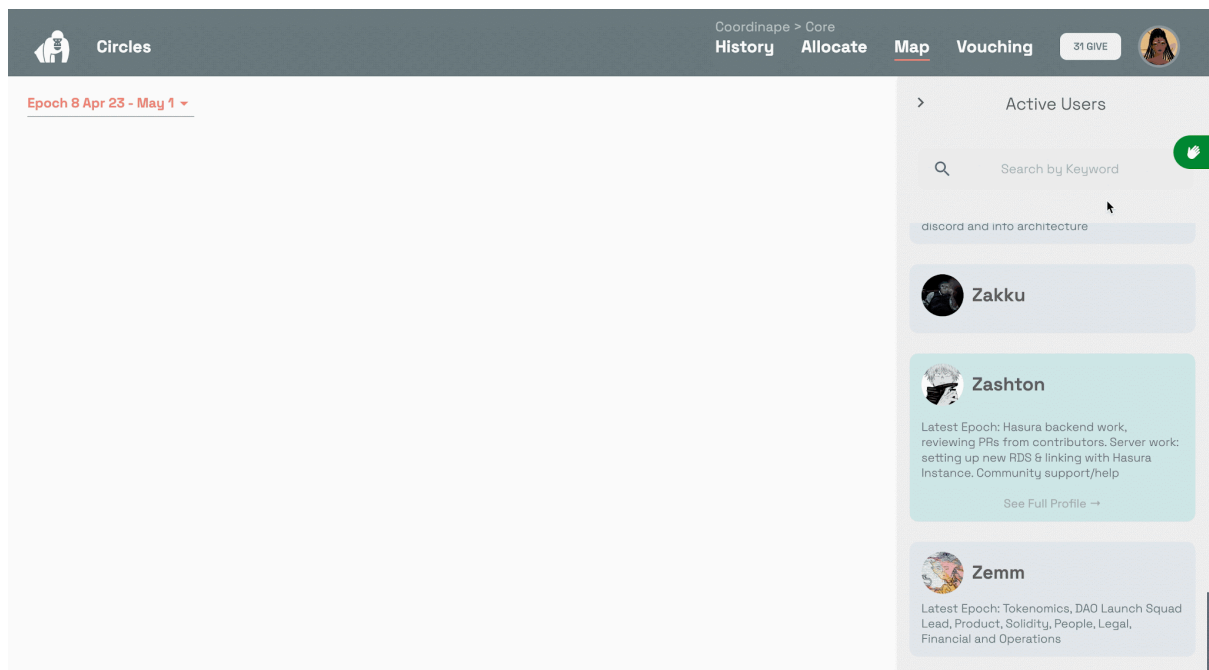 Circles
Coordinape > Core
History Allocate Map Vouching 31 GIVE
Epoch 8 Apr 23 - May 1
Active Users
Search by Keyword
discord and info architecture
Zakku
Zashton
Latest Epoch: Hasura backend work,
reviewing PRs from contributors. Server work:
setting up new RDS & linking with Hasura
Instance. Community support/help
See Full Profile →
Zemm
Latest Epoch: Tokenomics, DAO Launch Squad
Lead, Product, Solidity, People, Legal,
Financial and Operations